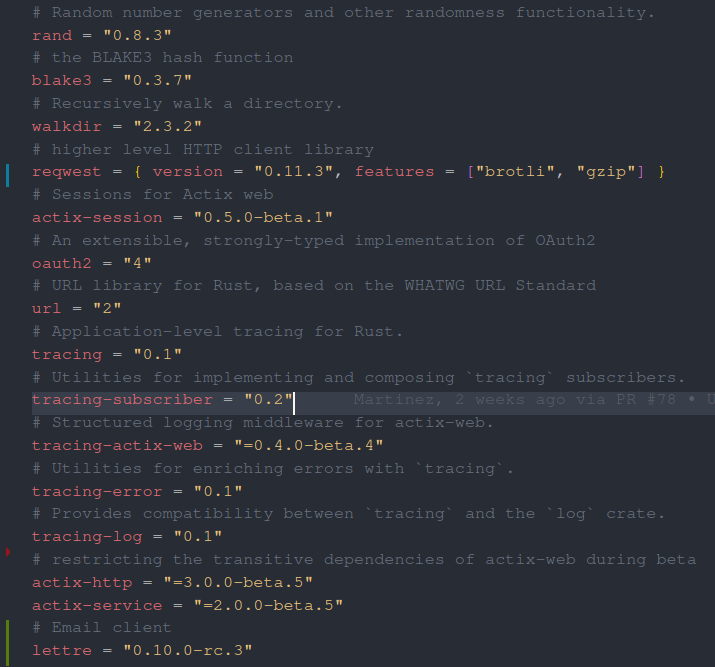 # Random number generators and other randomness functionality.
rand = "0.8.3"
# the BLAKE3 hash function
blake3 = "0.3.7"
# Recursively walk a directory.
walkdir = "2.3.2"
# higher level HTTP client library
reqwest = { version = "0.11.3", features = ["brotli", "gzip"] }
# Sessions for Actix web
actix-session = "0.5.0-beta.1"
# An extensible, strongly-typed implementation of OAuth2
oauth2 = "4"
# URL library for Rust, based on the WHATWG URL Standard
url = "2"
# Application-level tracing for Rust.
tracing = "0.1"
# Utilities for implementing and composing `tracing` subscribers.
tracing-subscriber = "0.2" Martinez, 2 weeks ago via PR #78 • U
# Structured logging middleware for actix-web.
tracing-actix-web = "=0.4.0-beta.4"
# Utilities for enriching errors with `tracing`.
tracing-error = "0.1"
# Provides compatibility between `tracing` and the `log` crate.
tracing-log = "0.1"
# restricting the transitive dependencies of actix-web during beta
actix-http = "=3.0.0-beta.5"
actix-service = "=2.0.0-beta.5"
# Email client
lettre = "0.10.0-rc.3"